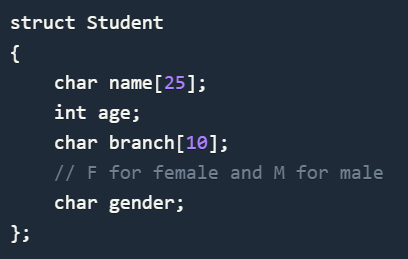 struct Student
{
    char name[25];
    int age;
    char branch[10];
    // F for female and M for male
    char gender;
};